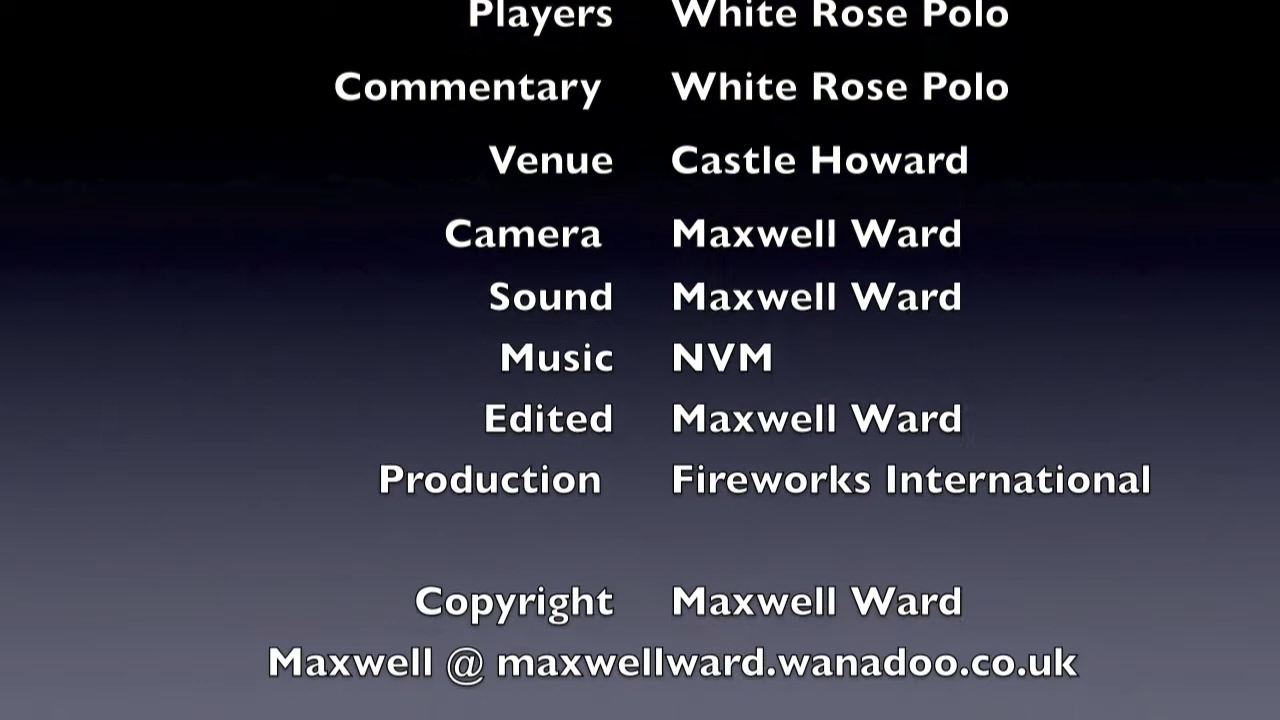 Players White Rose Polo
Commentary White Rose Polo
Venue Castle Howard
Camera Maxwell Ward
Sound Maxwell Ward
Music NVM
Edited Maxwell Ward
Production Fireworks International
Copyright Maxwell Ward
Maxwell @ maxwellward.wanadoo.co.uk